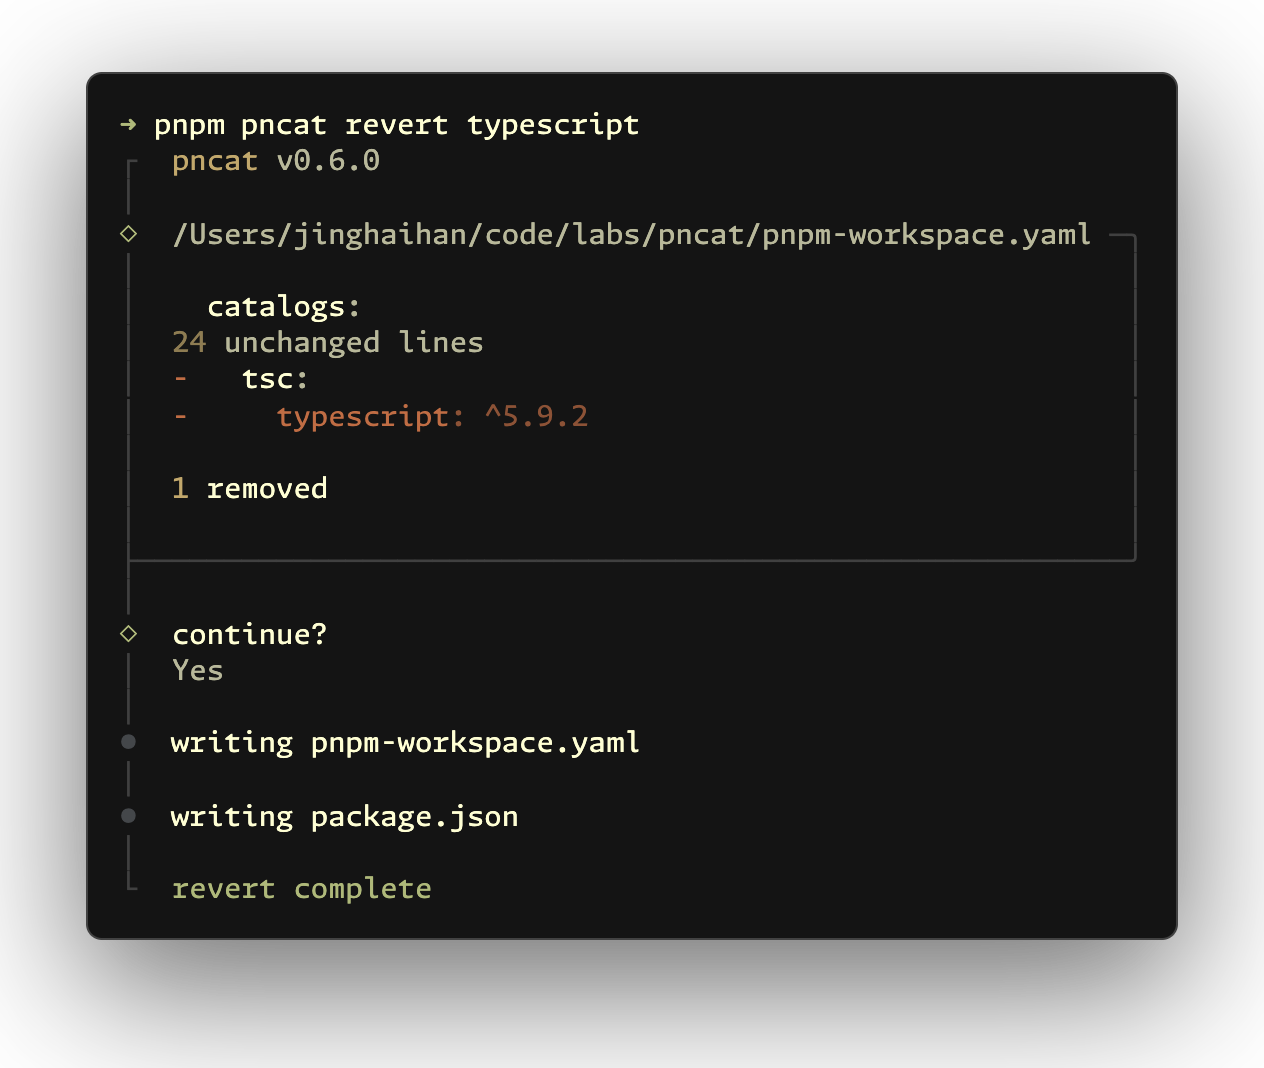 ➜ pnpm pncat revert typescript
pncat v0.6.0
/Users/jinghaihan/code/labs/pncat/pnpm-workspace.yaml
catalogs:
24 unchanged lines
-   tsc:
-     typescript: ^5.9.2
1 removed
continue?
Yes
writing pnpm-workspace.yaml
writing package.json
revert complete